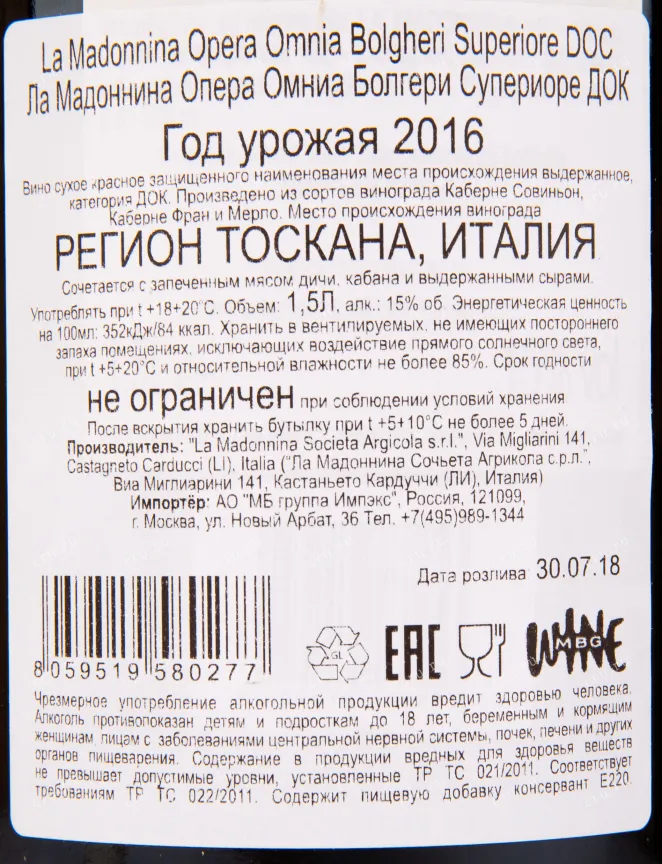 La Madonnina Opera Omnia Bolgheri Superiore DOC
Ла Мадоннина Опера Омниа Болгери Супериоре ДОК
Год урожая 2016
Вино сухое красное защищенного наименования места происхождения выдержанное,
категория ДОК. Произведено из сортов винограда Каберне Совиньон,
Каберне Фран и Мерло. Место происхождения винограда
РЕГИОН ТОСКАНА, ИТАЛИЯ
Сочетается с запеченным мясом дичи, кабана и выдержанными сырами.
Употреблять при t +18+20°С. Объем: 1,5Л, алк.: 15% об. Энергетическая ценность
на 100мл: 352кДж/84 ккал. Хранить в вентилируемых, не имеющих постороннего
запаха помещениях, исключающих воздействие прямого солнечного света,
при t +5+20°С и относительной влажности не более 85%. Срок годности
не ограничен при соблюдении условий хранения
После вскрытия хранить бутылку при t +5+10°С не более 5 дней.
Производитель: "La Madonnina Societa Argicola s.r.l.", Via Migliarini 141,
Castagneto Carducci (LI), Italia ("Ла Мадоннина Сочьета Агрикола с.р.л.",
Виа Миглиарини 141, Кастаньето Кардуччи (ЛИ), Италия)
Импортёр: АО "МБ группа Импэкс", Россия, 121099,
г. Москва, ул. Новый Арбат, 36 Тел. +7(495)989-1344
Дата розлива 30.07.18
8 059519 580277
GL
EAC
WINE
MBG
Чрезмерное употребление алкогольной продукции вредит здоровью человека.
Алкоголь противопоказан детям и подросткам до 18 лет, беременным и кормящим
женщинам, лицам с заболеваниями центральной нервной системы, почек, печени и других
органов пищеварения. Содержание в продукции вредных для здоровья веществ
не превышает допустимые уровни, установленные ТР ТС 021/2011. Соответствует
требованиям ТР ТС 022/2011. Содержит пищевую добавку консервант Е220.